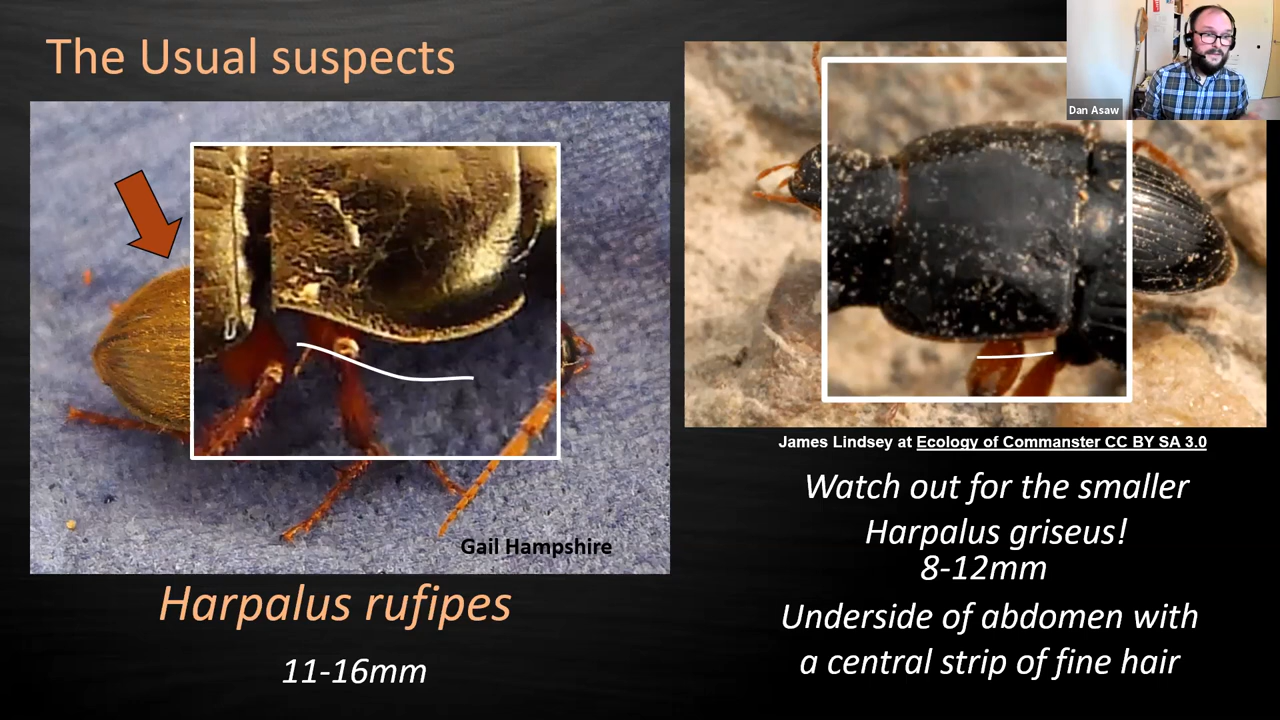 The Usual suspects
Dan Asaw
Gail Hampshire
Harpalus rufipes
11-16mm
James Lindsey at Ecology of Commanster CC BY SA 3.0
Watch out for the smaller
Harpalus griseus!
8-12mm
Underside of abdomen with
a central strip of fine hair